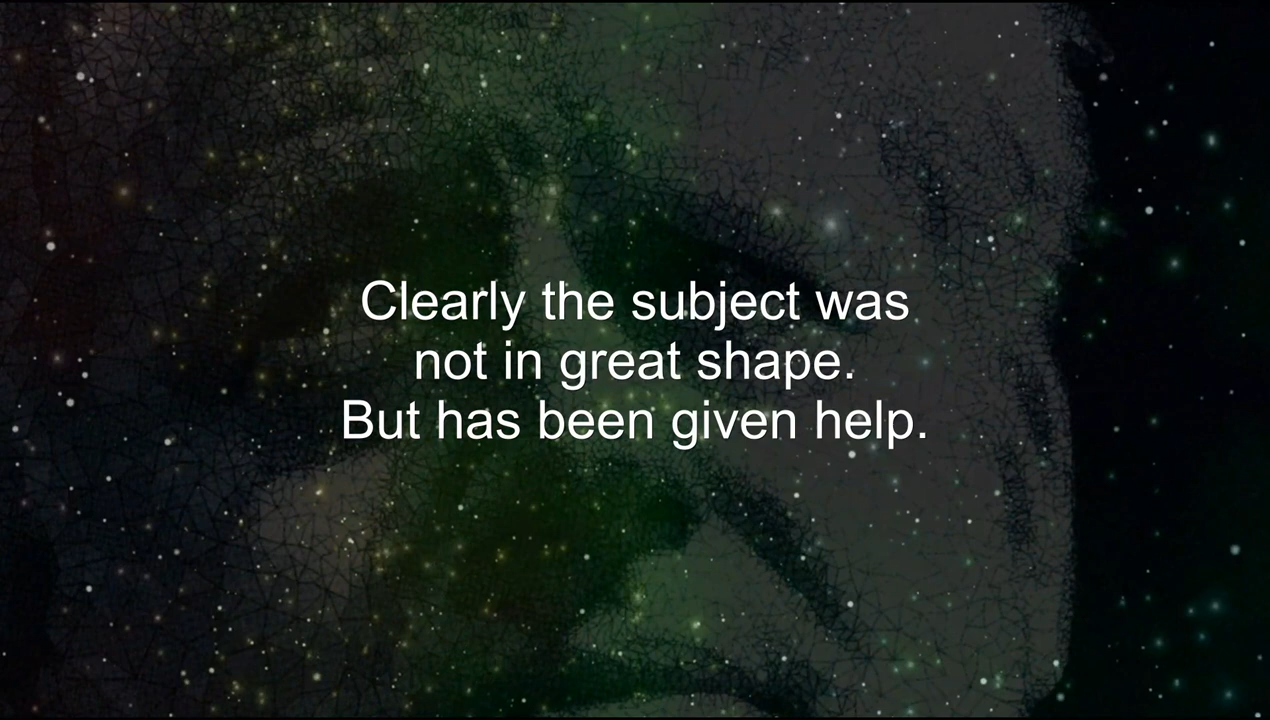 Clearly the subject was
not in great shape.
But has been given help.